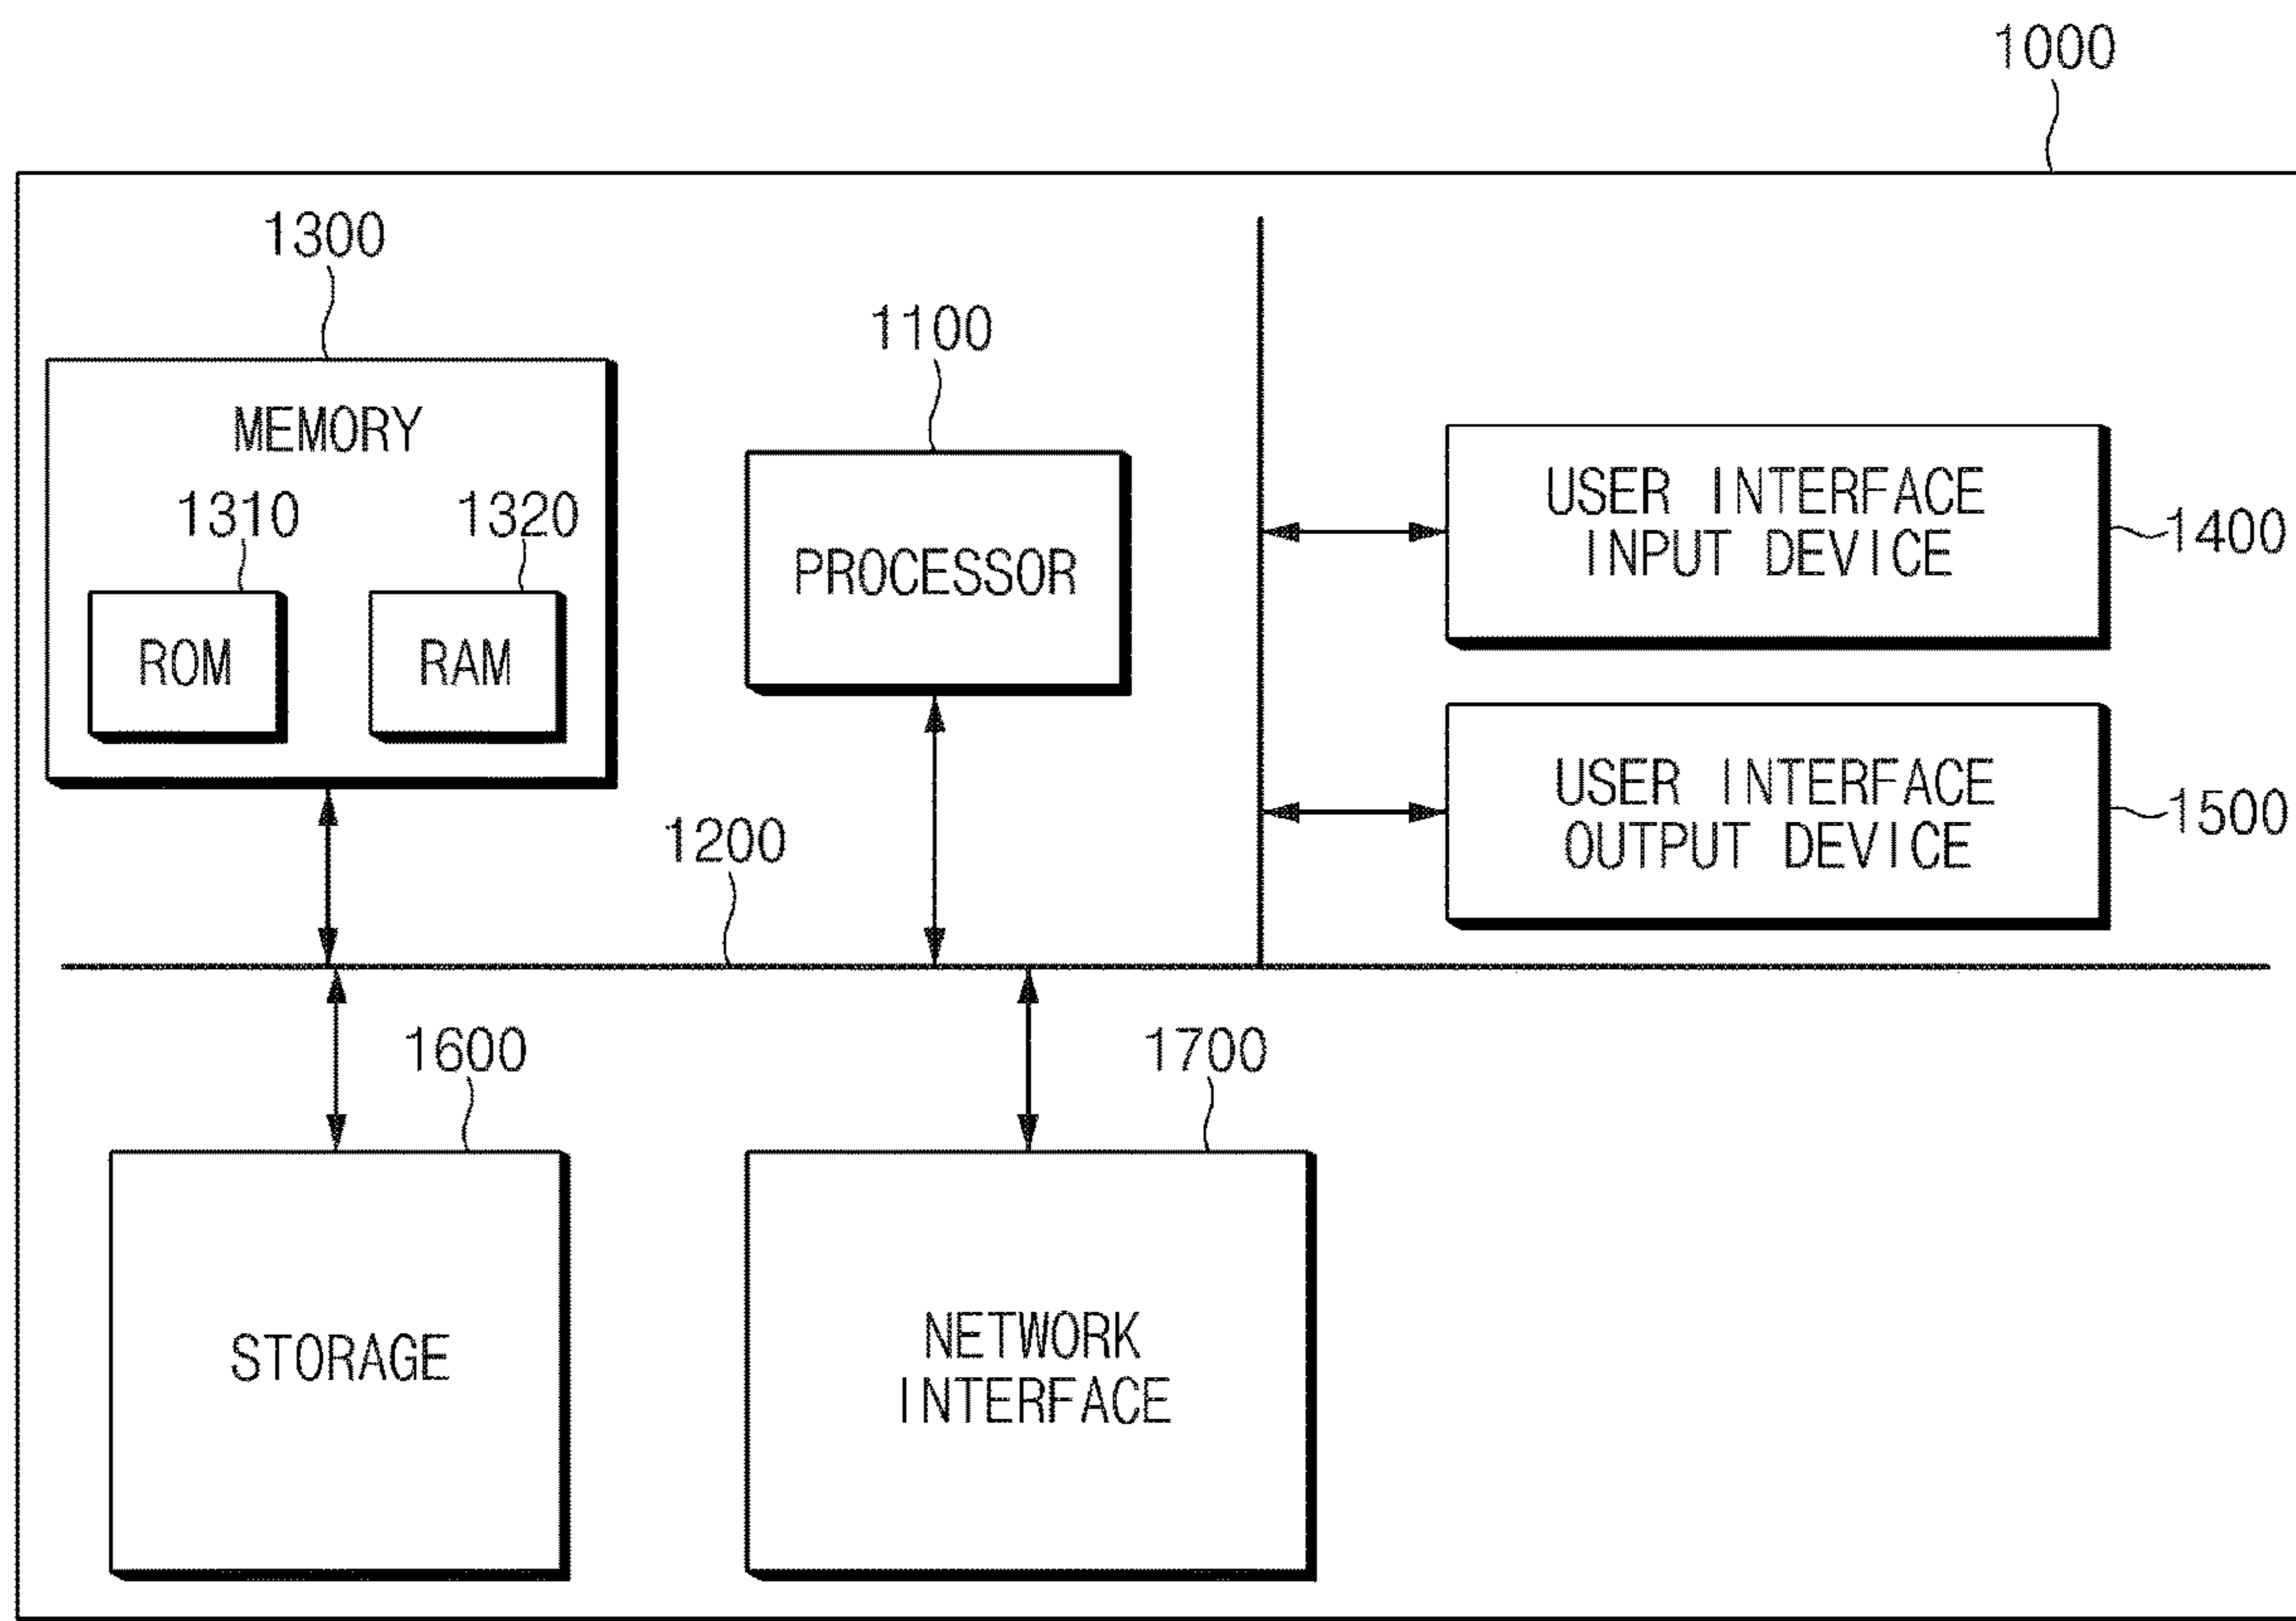 1000
1300
1100
MEMORY
1310
1320
ROM
RAM
PROCESSOR
USER INTERFACE
INPUT DEVICE
1400
USER INTERFACE
OUTPUT DEVICE
1500
1200
1600
1700
STORAGE
NETWORK
INTERFACE